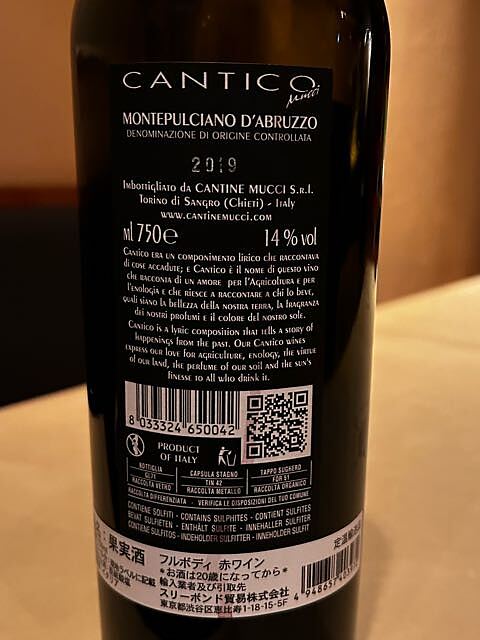 CANTICO
Mucci
MONTEPULCIANO D'ABRUZZO
DENOMINAZIONE DI ORIGINE CONTROLLATA
2019
Imbottigliato da CANTINE MUCCI S.r.l.
Torino di Sangro (Chieti) - Italy
www.cantinemucci.com
ml 750e 14 % vol
Cantico era un componimento lirico che raccontava
di cose accadute; e Cantico è il nome di questo vino
che racconta di un amore per l'Agricoltura e per
l'enologia e che riesce a raccontare a chi lo beve,
quali siano la bellezza della nostra terra, la fragranza
dei nostri profumi e il colore del nostro sole.
Cantico is a lyric composition that tells a story of
happenings from the past. Our Cantico wines
express our love for agriculture, enology, the virtue
of our land, the perfume of our soil and the sun's
finesse to all who drink it.
8 033324 650042
PRODUCT
OF ITALY
BOTTIGLIA CAPSULA STAGNO TAPPO SUGHERO
GL71 TIN 42 FOR 51
RACCOLTA VETRO RACCOLTA METALLO RACCOLTA ORGANICO
RACCOLTA DIFFERENZIATA - VERIFICA LE DISPOSIZIONI DEL TUO COMUNE
CONTIENE SOLFITI - CONTAINS SULPHITES - CONTIENT SULFITES
BEVAT SULFIETEN - ENTHÄLT SULFITE - INNEHALLER SULFITER
CONTIENE SULFITOS - INDEHOLDER SULFITTER - INNEHOLDER SULFIT
果実酒 フルボディ 赤ワイン
ラベルに記載 *お酒は20歳になってから*
輸入業者及び引取先
スリーボンド貿易株式会社
東京都渋谷区恵比寿1-18-15-5F